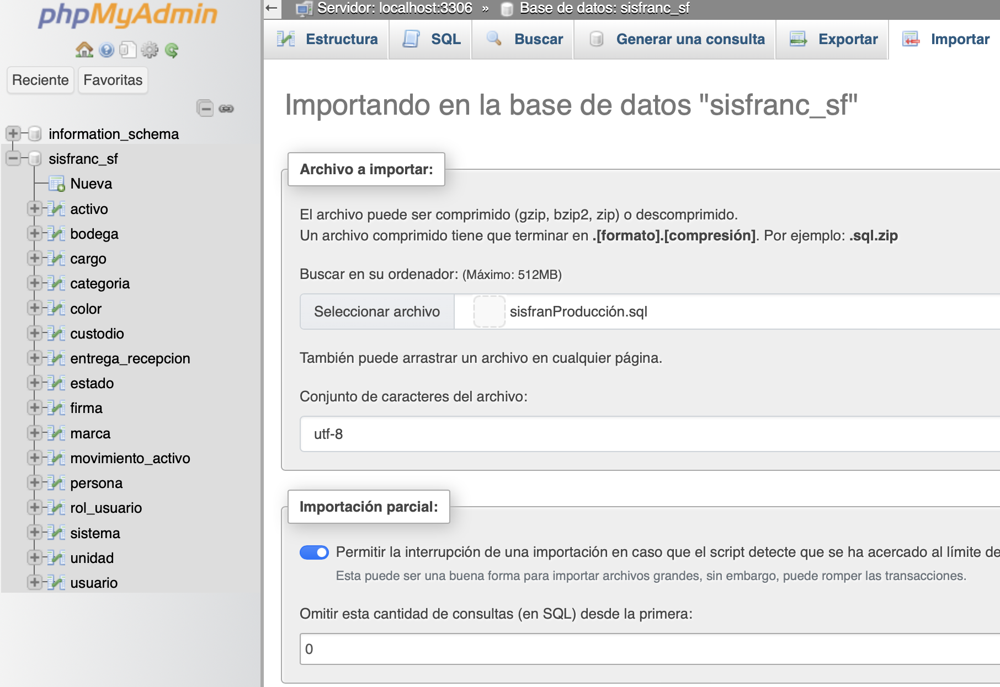 phpMyAdmin
Reciente
Favoritas
information_schema
sisfranc_sf
Nueva
activo
bodega
cargo
categoria
color
custodio
entrega_recepcion
estado
firma
marca
movimiento_activo
persona
rol_usuario
sistema
unidad
usuario
Servidor: localhost:3306 » Base de datos: sisfranc_sf
Estructura
SQL
Buscar
Generar una consulta
Exportar
Importar
Importando en la base de datos "sisfranc_sf"
Archivo a importar:
El archivo puede ser comprimido (gzip, bzip2, zip) o descomprimido.
Un archivo comprimido tiene que terminar en .[formato].[compresión]. Por ejemplo: .sql.zip
Buscar en su ordenador: (Máximo: 512MB)
Seleccionar archivo
sisfranProducción.sql
También puede arrastrar un archivo en cualquier página.
Conjunto de caracteres del archivo:
utf-8
Importación parcial:
Permitir la interrupción de una importación en caso que el script detecte que se ha acercado al límite de
Esta puede ser una buena forma para importar archivos grandes, sin embargo, puede romper las transacciones.
Omitir esta cantidad de consultas (en SQL) desde la primera:
0